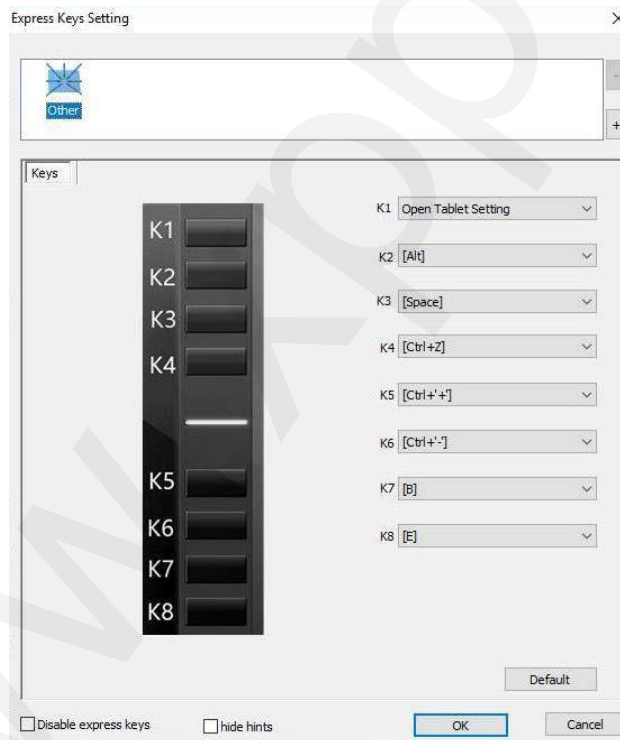 Express Keys Setting
Other
-
+
Keys
K1
K2
K3
K4
K5
K6
K7
K8
K1 Open Tablet Setting
K2 [Alt]
K3 [Space]
K4 [Ctrl+Z]
K5 [Ctrl+'+']
K6 [Ctrl+'-']
K7 [B]
K8 [E]
Default
Disable express keys
hide hints
OK
Cancel